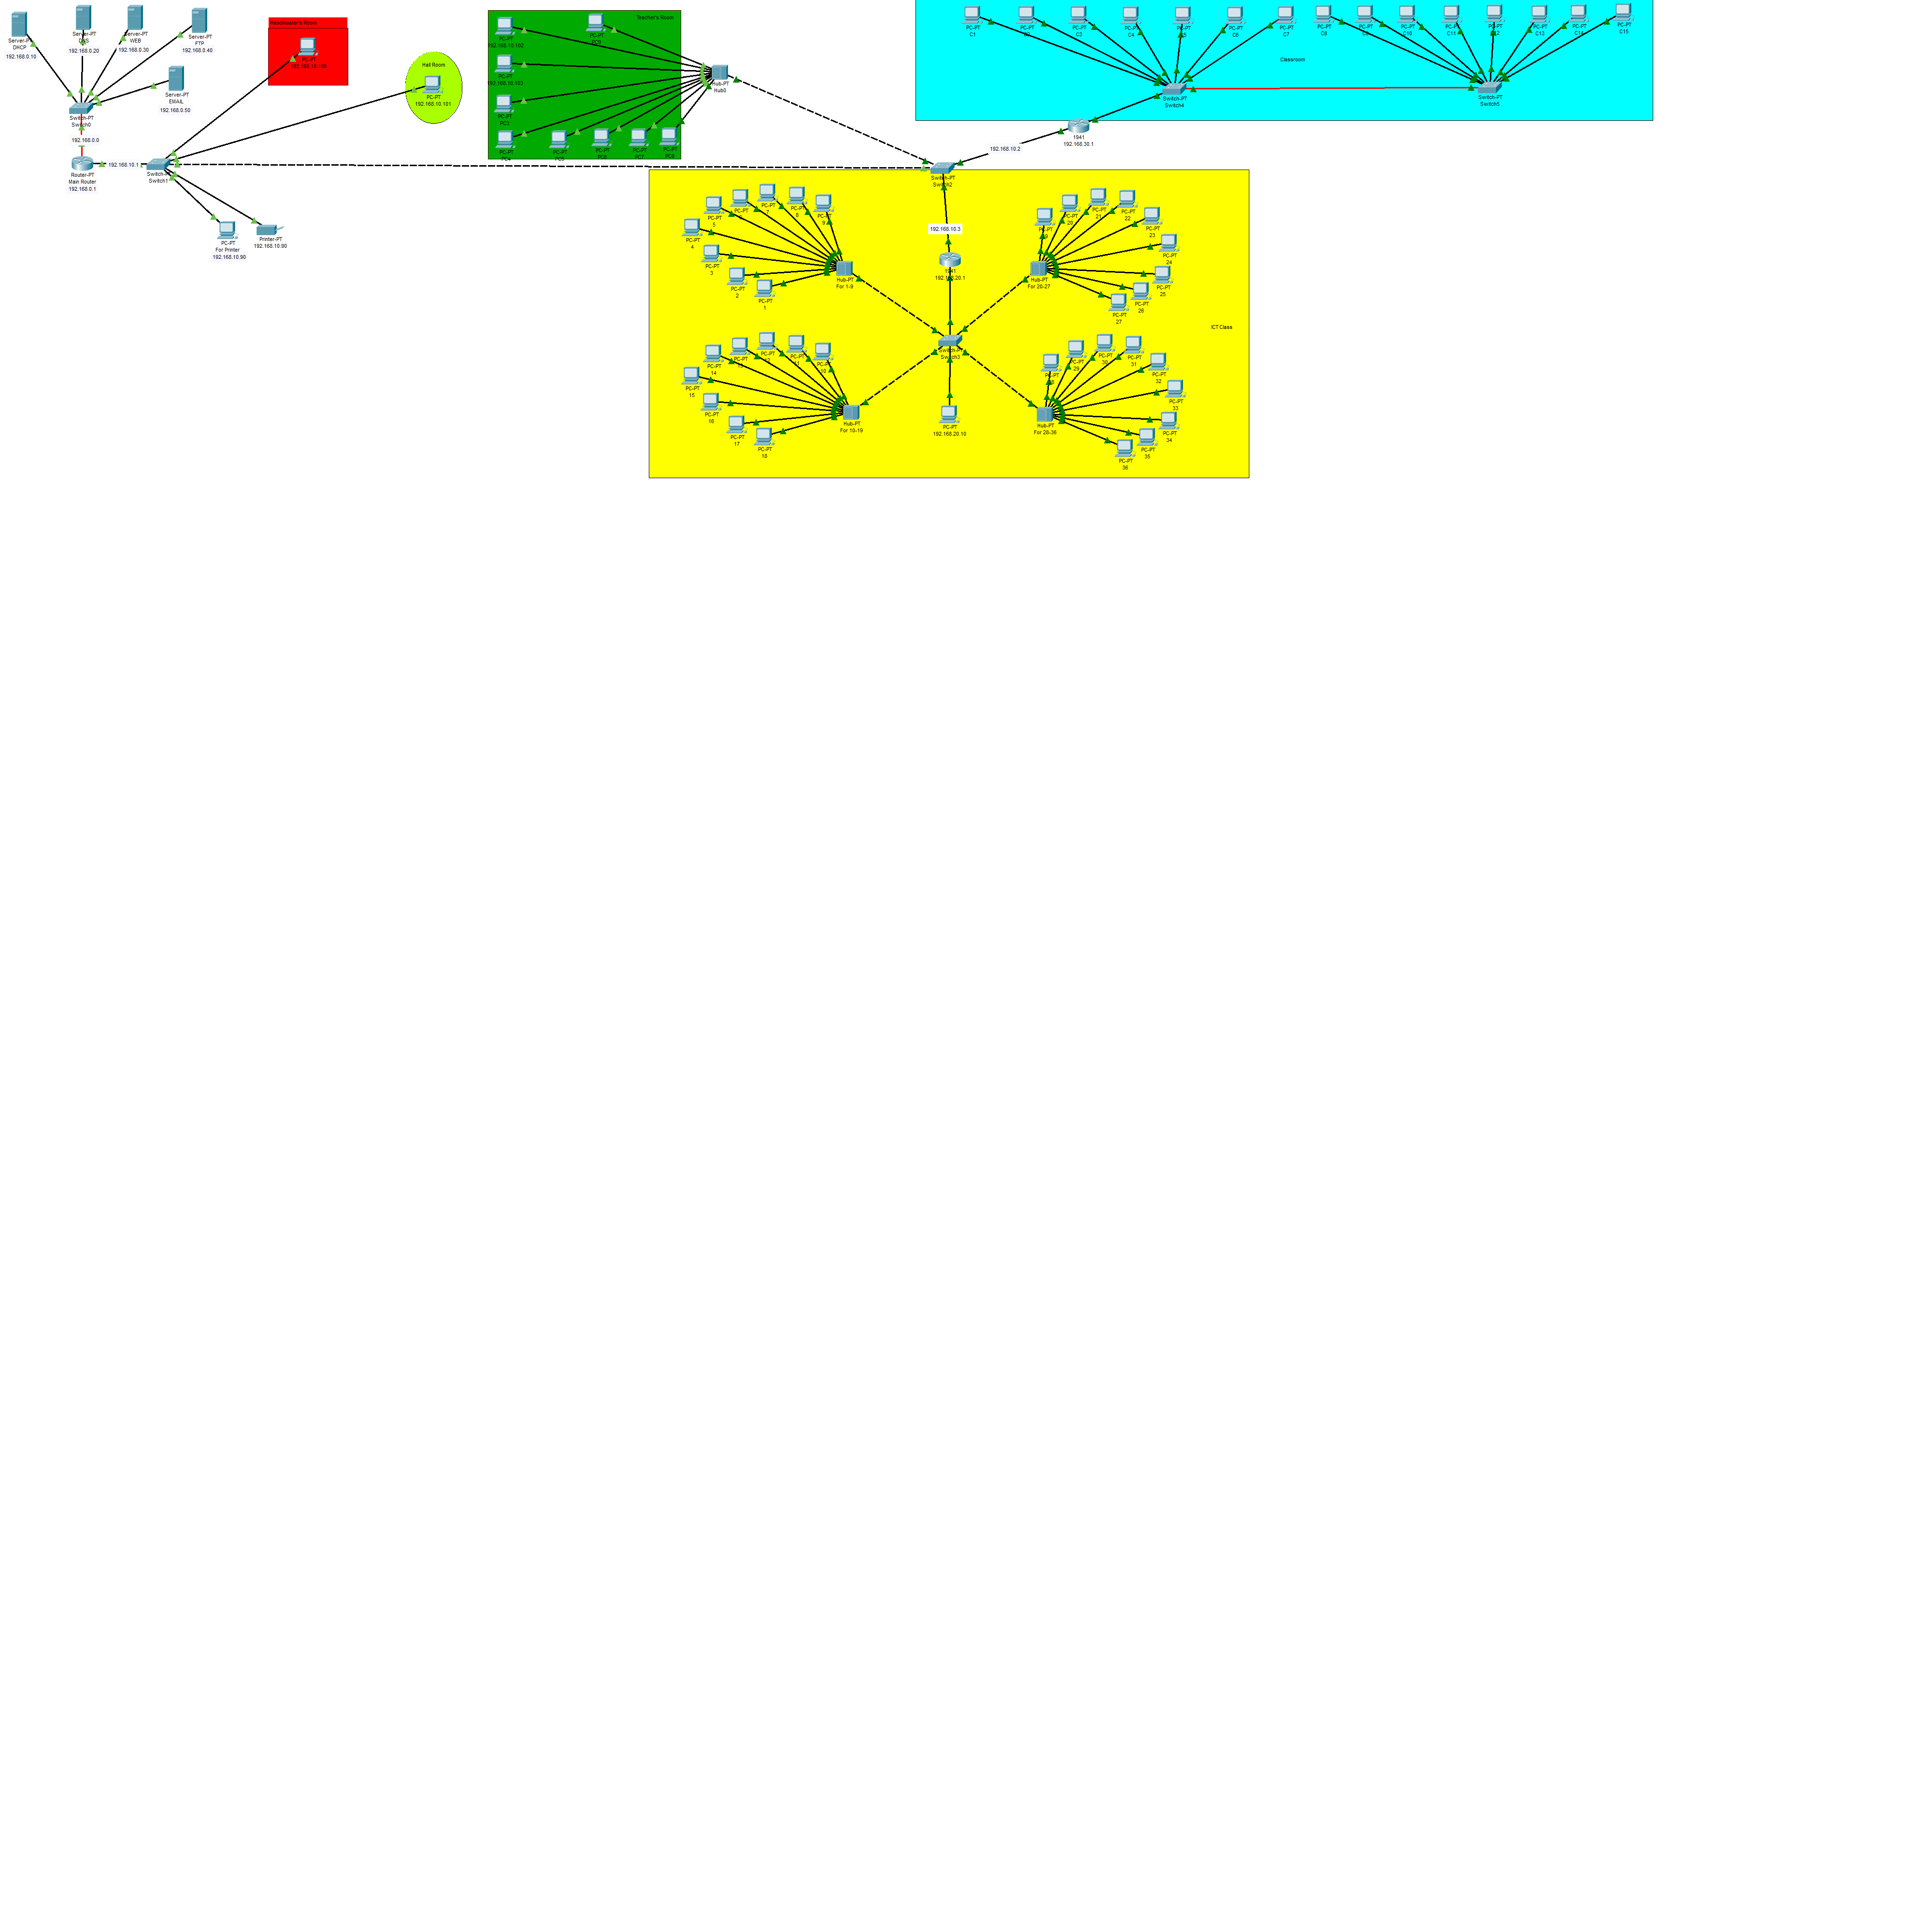 Server-PT
DHCP
192.168.0.10
Server-PT
DNS
192.168.0.20
Server-PT
WEB
192.168.0.30
Server-PT
FTP
192.168.0.40
Server-PT
EMAIL
192.168.0.50
Switch-PT
Switch0
192.168.0.0
Router-PT
Main Router
192.168.0.1
192.168.10.1
Switch-PT
Switch1
PC-PT
For Printer
192.168.10.90
Printer-PT
192.168.10.90
Headmaster's Room
PC-PT
192.168.10.100
Hall Room
PC-PT
192.168.10.101
Teacher's Room
PC-PT
192.168.10.102
PC-PT
PC-PT
192.168.10.103
PC-PT
PC3
PC-PT
PC4
PC-PT
PC5
PC-PT
PC6
PC-PT
PC7
PC-PT
PC8
Hub-PT
Hub0
Classroom
PC-PT
C1
PC-PT
C2
PC-PT
C3
PC-PT
C4
PC-PT
C5
PC-PT
C6
PC-PT
C7
PC-PT
C8
PC-PT
C9
PC-PT
C10
PC-PT
C11
PC-PT
C12
PC-PT
C13
PC-PT
C14
PC-PT
C15
Switch-PT
Switch4
Switch-PT
Switch5
1941
192.168.30.1
192.168.10.2
Switch-PT
Switch2
192.168.10.3
1941
192.168.20.1
ICT Class
PC-PT
5
PC-PT
PC-PT
7
PC-PT
8
PC-PT
9
PC-PT
4
PC-PT
3
PC-PT
2
PC-PT
1
Hub-PT
For 1-9
PC-PT
PC-PT
20
PC-PT
21
PC-PT
22
PC-PT
23
PC-PT
24
PC-PT
25
PC-PT
26
PC-PT
27
Hub-PT
For 20-27
Switch-PT
Switch3
PC-PT
14
PC-PT
13
PC-PT
12
PC-PT
11
PC-PT
10
PC-PT
15
PC-PT
16
PC-PT
17
PC-PT
18
Hub-PT
For 10-19
PC-PT
192.168.20.10
PC-PT
PC-PT
29
PC-PT
30
PC-PT
31
PC-PT
32
PC-PT
33
PC-PT
34
PC-PT
35
PC-PT
36
Hub-PT
For 28-36